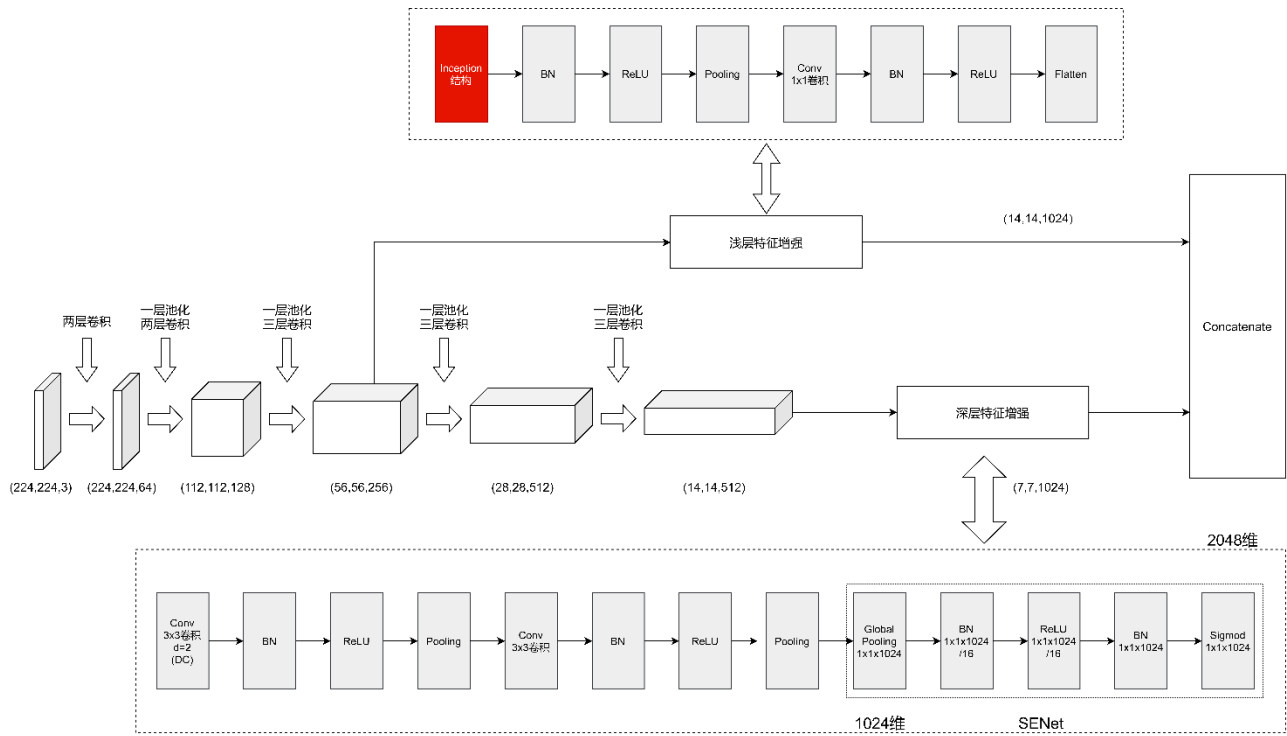 Inception
结构
BN
ReLU
Pooling
Conv
1x1卷积
BN
ReLU
Flatten
浅层特征增强
(14,14,1024)
Concatenate
两层卷积
一层池化
两层卷积
一层池化
三层卷积
一层池化
三层卷积
一层池化
三层卷积
深层特征增强
(224,224,3)
(224,224,64)
(112,112,128)
(56,56,256)
(28,28,512)
(14,14,512)
(7,7,1024)
2048维
Conv
3x3卷积
d=2
(DC)
BN
ReLU
Pooling
Conv
3x3卷积
BN
ReLU
Pooling
Global
Pooling
1x1x1024
BN
1x1x1024
/16
ReLU
1x1x1024
/16
BN
1x1x1024
Sigmod
1x1x1024
1024维
SENet